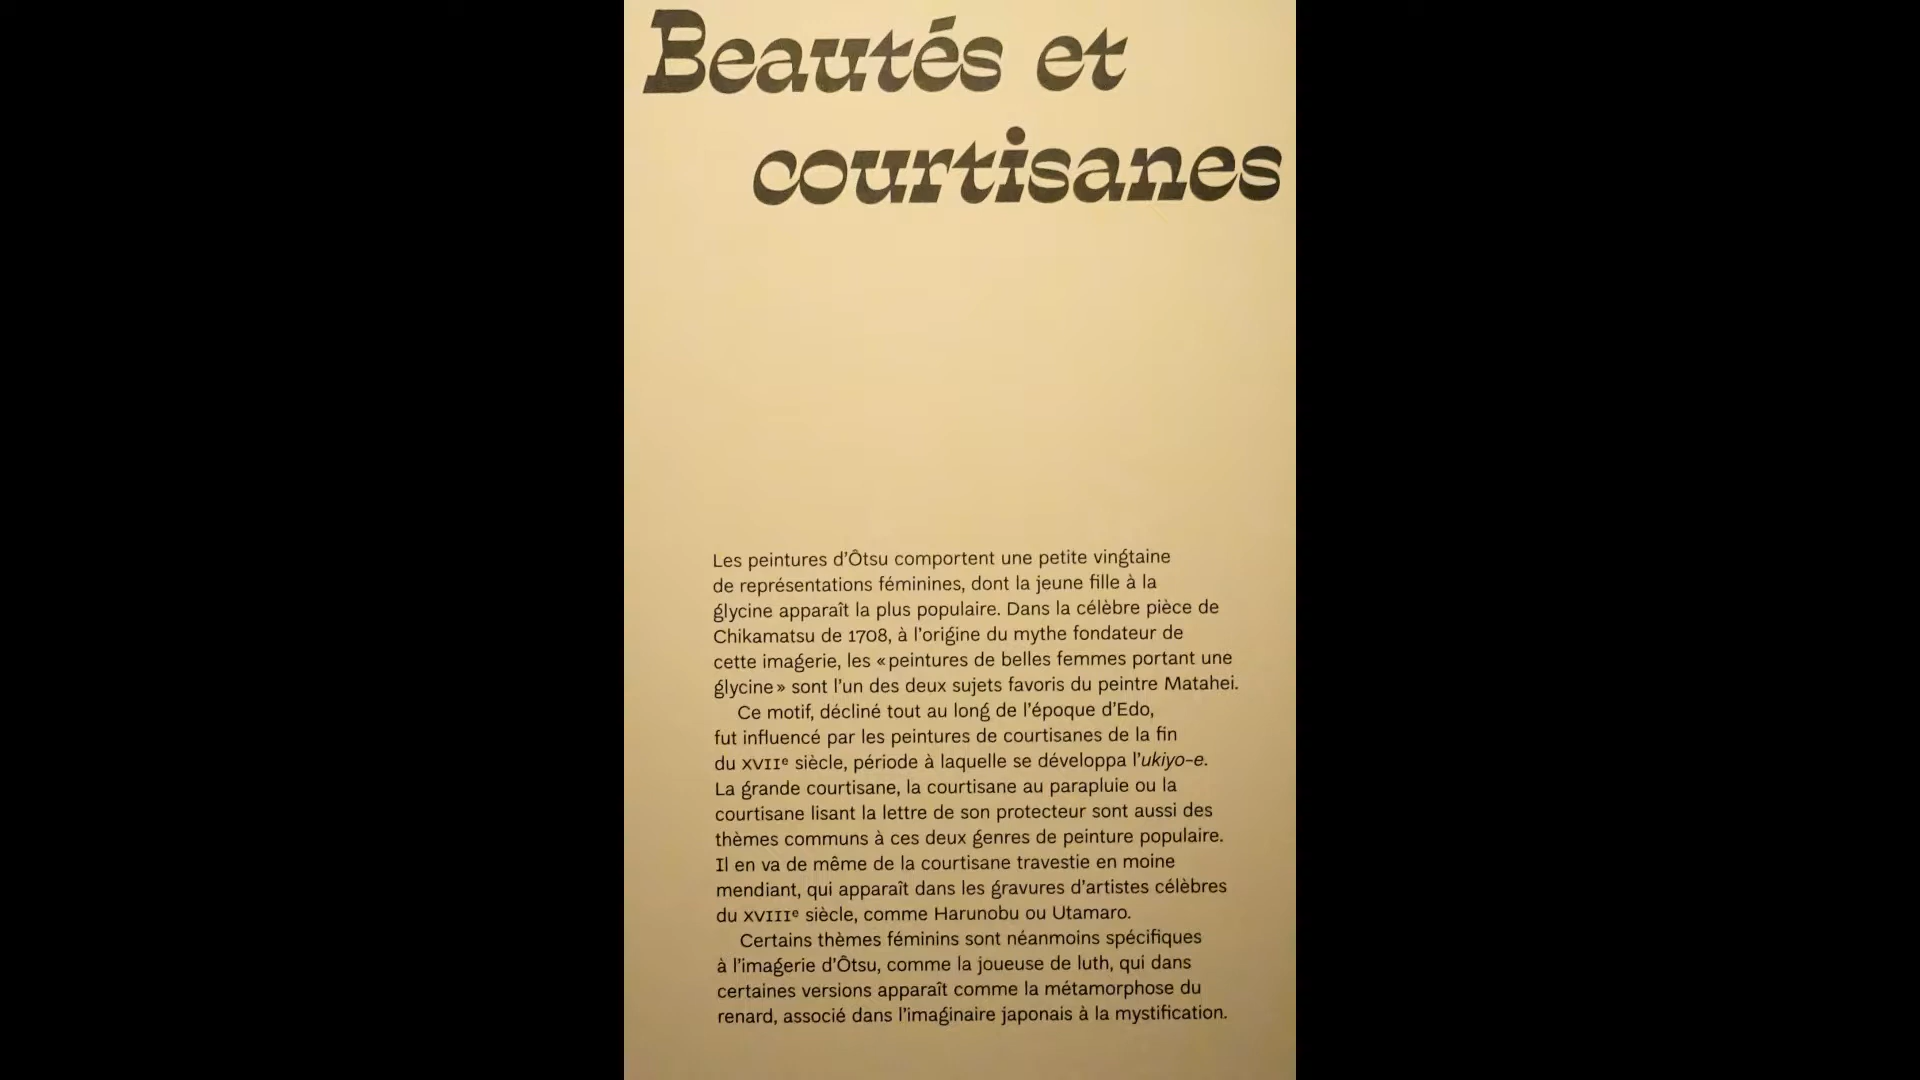 Beautés et
courtisanes
Les peintures d’Ôtsu comportent une petite vingtaine
de représentations féminines, dont la jeune fille à la
glycine apparaît la plus populaire. Dans la célèbre pièce de
Chikamatsu de 1708, à l’origine du mythe fondateur de
cette imagerie, les « peintures de belles femmes portant une
glycine » sont l’un des deux sujets favoris du peintre Matahei.
Ce motif, décliné tout au long de l’époque d’Edo,
fut influencé par les peintures de courtisanes de la fin
du XVIIe siècle, période à laquelle se développa l’ukiyo-e.
La grande courtisane, la courtisane au parapluie ou la
courtisane lisant la lettre de son protecteur sont aussi des
thèmes communs à ces deux genres de peinture populaire.
Il en va de même de la courtisane travestie en moine
mendiant, qui apparaît dans les gravures d’artistes célèbres
du XVIIIe siècle, comme Harunobu ou Utamaro.
Certains thèmes féminins sont néanmoins spécifiques
à l’imagerie d’Ôtsu, comme la joueuse de luth, qui dans
certaines versions apparaît comme la métamorphose du
renard, associé dans l’imaginaire japonais à la mystification.